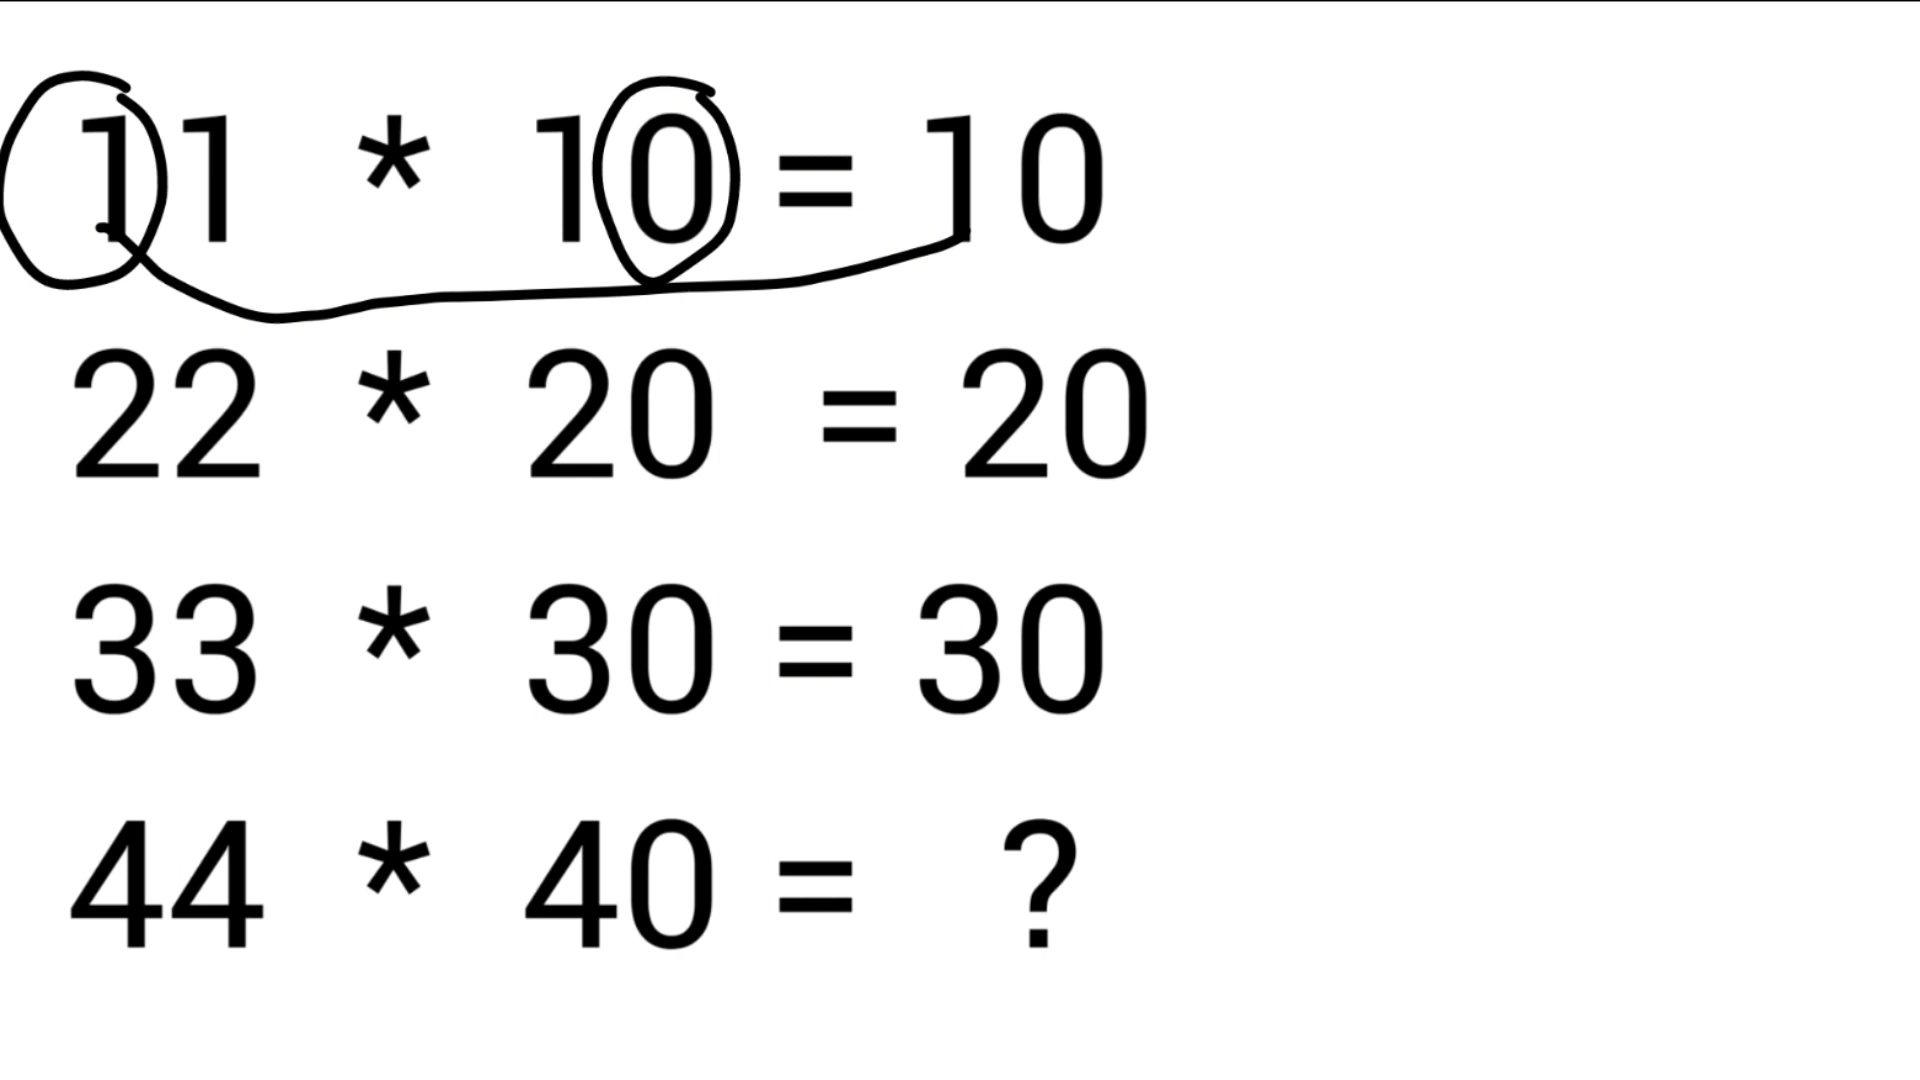 11 * 10 = 10
22 * 20 = 20
33 * 30 = 30
44 * 40 = ?